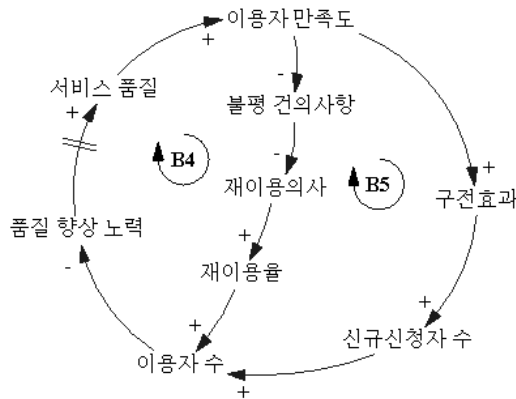 이용자 만족도
+
서비스 품질
-
+
불평 건의사항
B4
-
재이용의사
B5
+
구전효과
품질 향상 노력
+
재이용율
-
+
+
신규신청자 수
이용자 수
+